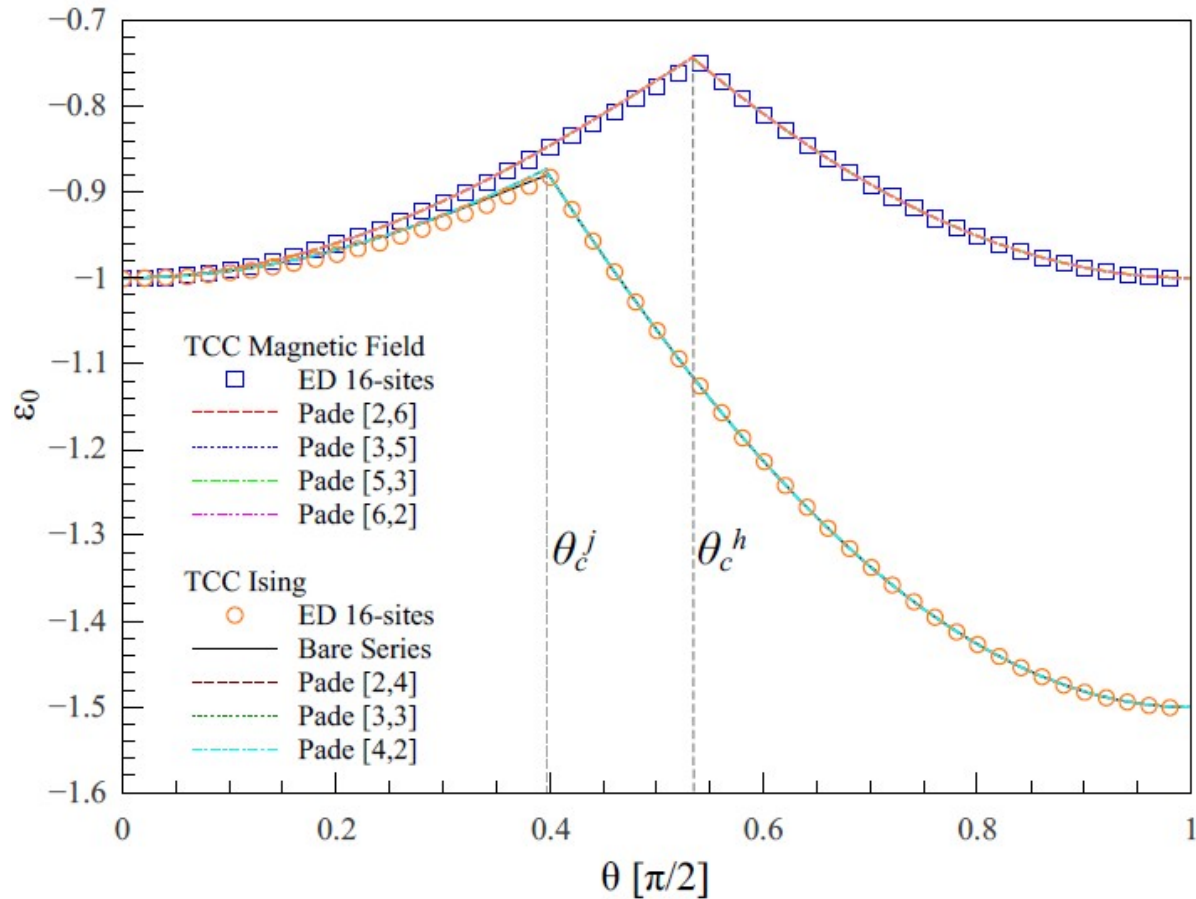 −0.7
−0.8
−0.9
−1
−1.1
−1.2
−1.3
−1.4
−1.5
−1.6
ε₀
TCC Magnetic Field
ED 16-sites
Pade [2,6]
Pade [3,5]
Pade [5,3]
Pade [6,2]
TCC Ising
ED 16-sites
Bare Series
Pade [2,4]
Pade [3,3]
Pade [4,2]
θ_c^j
θ_c^h
0 0.2 0.4 0.6 0.8 1
θ [π/2]